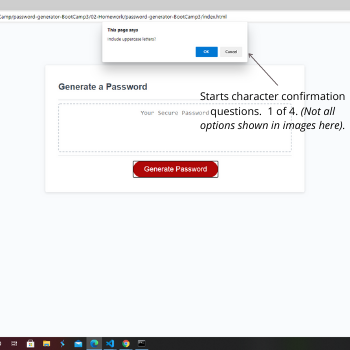 Camp/password-generator-BootCamp3/02-Homework/password-generator-BootCamp3/index.html
This page says
Include uppercase letters?
OK
Cancel
Generate a Password
Your Secure Password
Starts character confirmation
questions. 1 of 4. (Not all
options shown in images here).
Generate Password